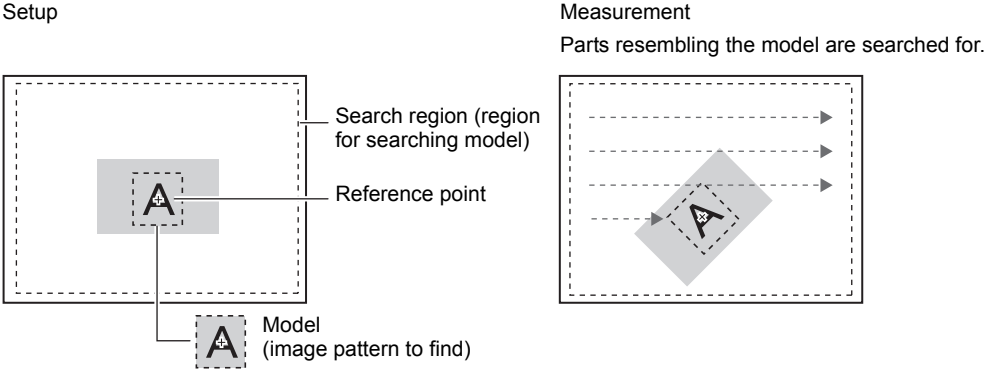 Setup
Search region (region
for searching model)
A
Reference point
A
Model
(image pattern to find)
Measurement
Parts resembling the model are searched for.
A